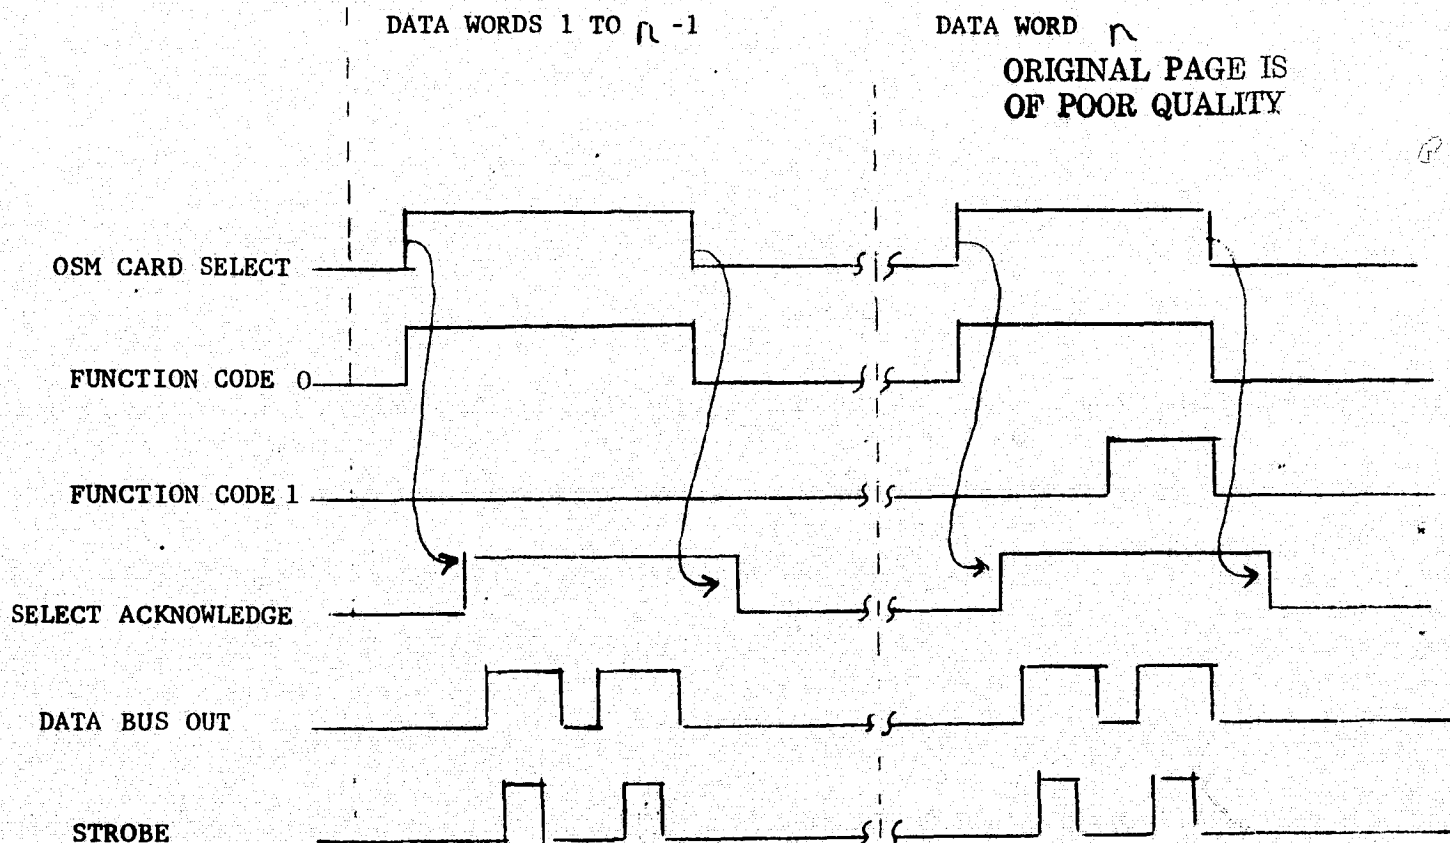 DATA WORDS 1 TO n -1
DATA WORD n
ORIGINAL PAGE IS
OF POOR QUALITY
OSM CARD SELECT
FUNCTION CODE 0
FUNCTION CODE 1
SELECT ACKNOWLEDGE
DATA BUS OUT
STROBE